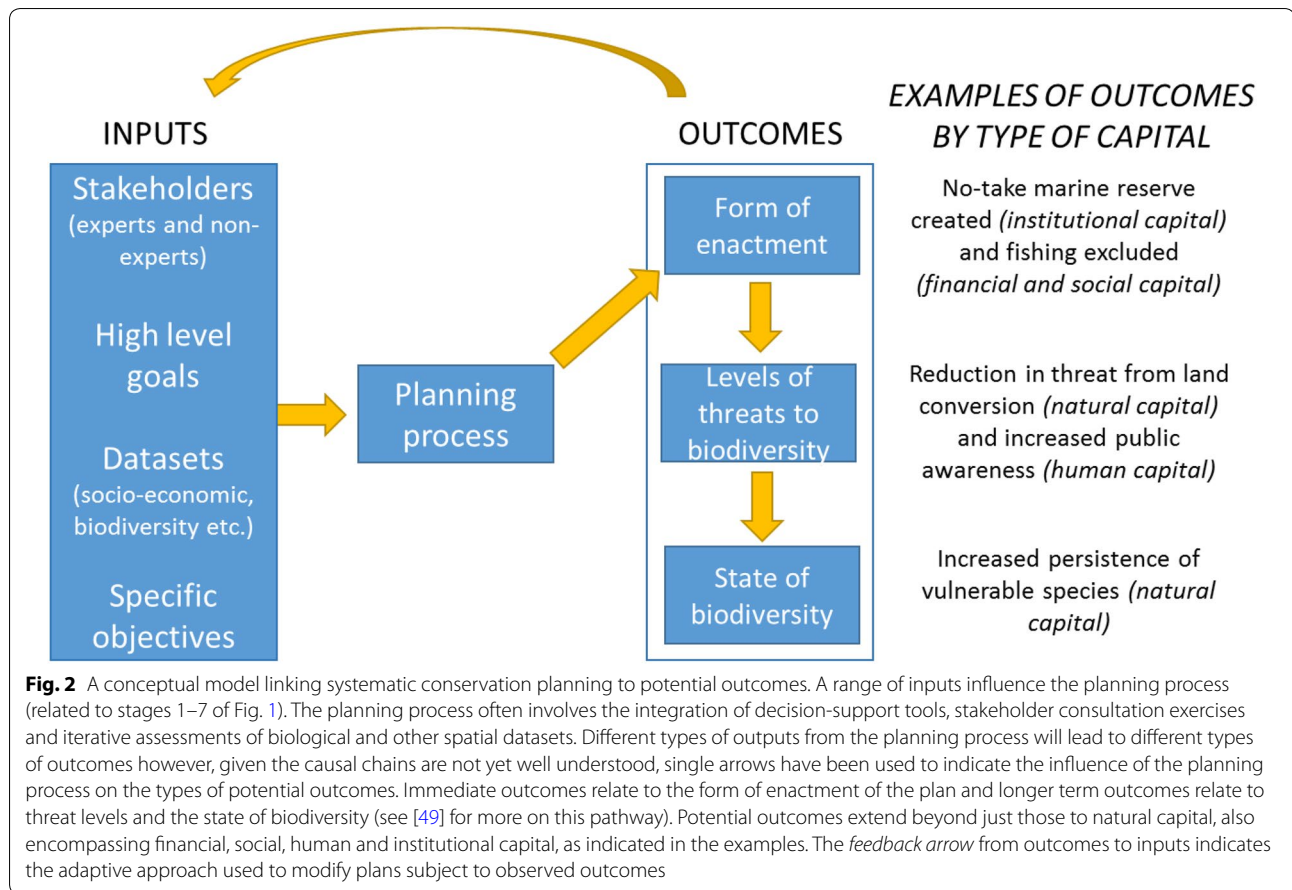 INPUTS
Stakeholders
(experts and non-
experts)
High level
goals
Datasets
(socio-economic,
biodiversity etc.)
Specific
objectives
Planning
process
OUTCOMES
Form of
enactment
Levels of
threats to
biodiversity
State of
biodiversity
EXAMPLES OF OUTCOMES
BY TYPE OF CAPITAL
No-take marine reserve
created (institutional capital)
and fishing excluded
(financial and social capital)
Reduction in threat from land
conversion (natural capital)
and increased public
awareness (human capital)
Increased persistence of
vulnerable species (natural
capital)
Fig. 2 A conceptual model linking systematic conservation planning to potential outcomes. A range of inputs influence the planning process
(related to stages 1–7 of Fig. 1). The planning process often involves the integration of decision-support tools, stakeholder consultation exercises
and iterative assessments of biological and other spatial datasets. Different types of outputs from the planning process will lead to different types
of outcomes however, given the causal chains are not yet well understood, single arrows have been used to indicate the influence of the planning
process on the types of potential outcomes. Immediate outcomes relate to the form of enactment of the plan and longer term outcomes relate to
threat levels and the state of biodiversity (see [49] for more on this pathway). Potential outcomes extend beyond just those to natural capital, also
encompassing financial, social, human and institutional capital, as indicated in the examples. The feedback arrow from outcomes to inputs indicates
the adaptive approach used to modify plans subject to observed outcomes